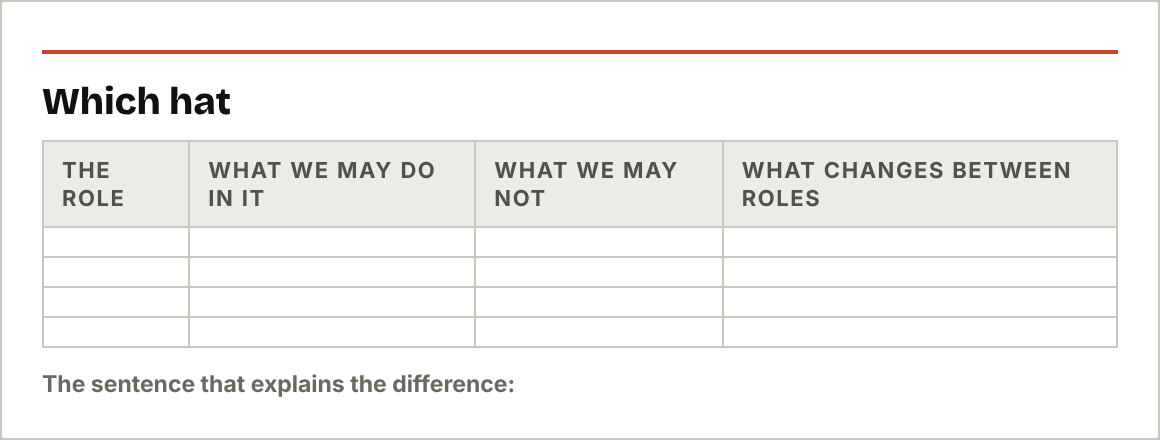 Which hat
THE ROLE
WHAT WE MAY DO IN IT
WHAT WE MAY NOT
WHAT CHANGES BETWEEN ROLES
The sentence that explains the difference: